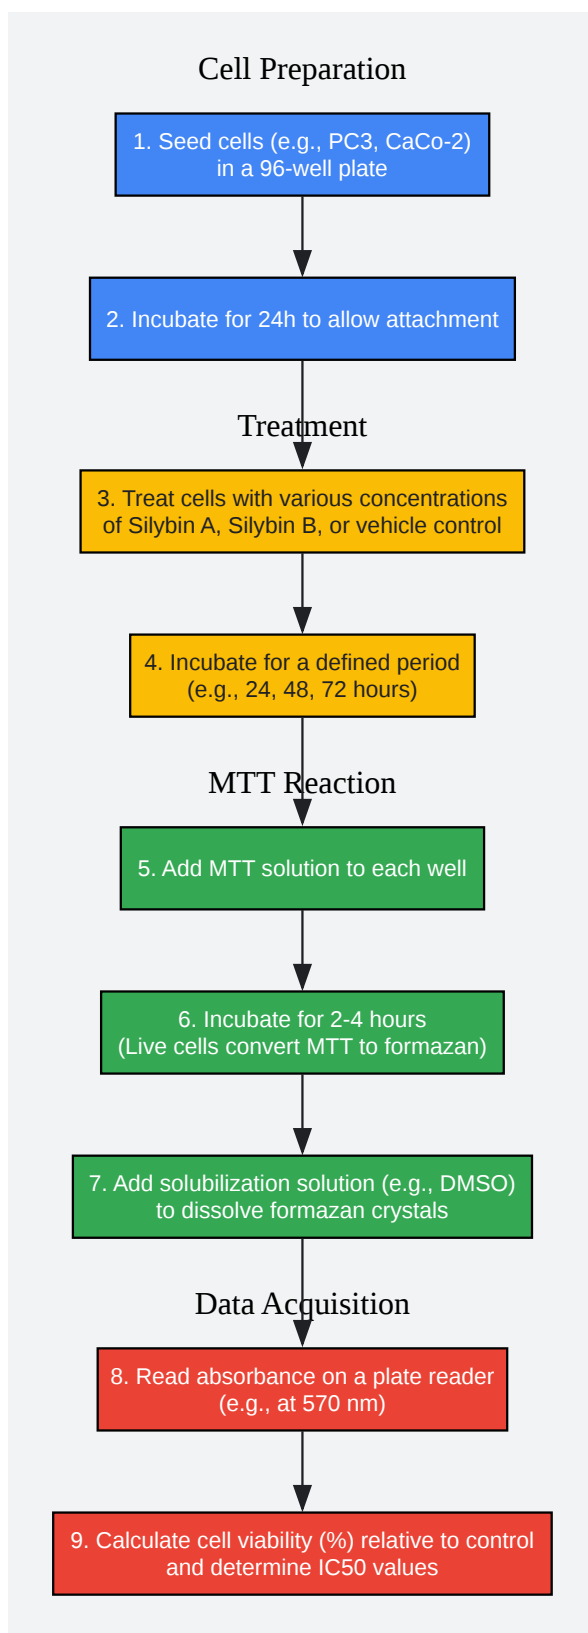 Cell Preparation
1. Seed cells (e.g., PC3, CaCo-2)
in a 96-well plate
2. Incubate for 24h to allow attachment
Treatment
3. Treat cells with various concentrations
of Silybin A, Silybin B, or vehicle control
4. Incubate for a defined period
(e.g., 24, 48, 72 hours)
MTT Reaction
5. Add MTT solution to each well
6. Incubate for 2-4 hours
(Live cells convert MTT to formazan)
7. Add solubilization solution (e.g., DMSO)
to dissolve formazan crystals
Data Acquisition
8. Read absorbance on a plate reader
(e.g., at 570 nm)
9. Calculate cell viability (%) relative to control
and determine IC50 values